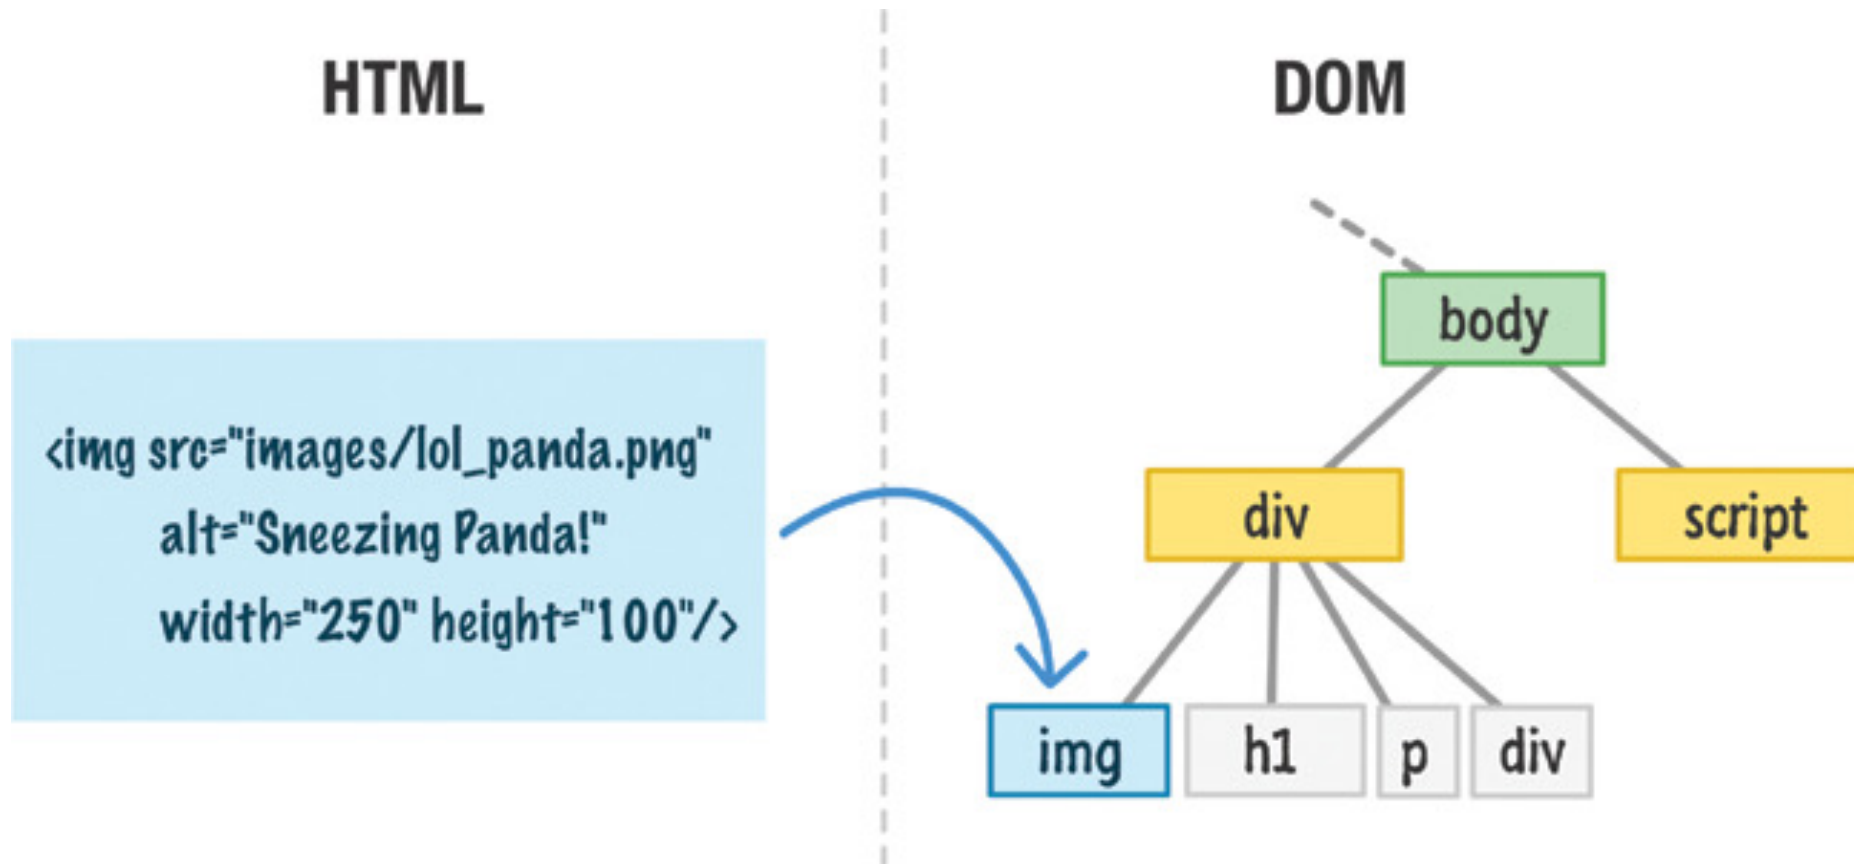 HTML
<img src="images/lol_panda.png"
alt="Sneezing Panda!"
width="250" height="100"/>
DOM
body
div
script
img
h1
p
div